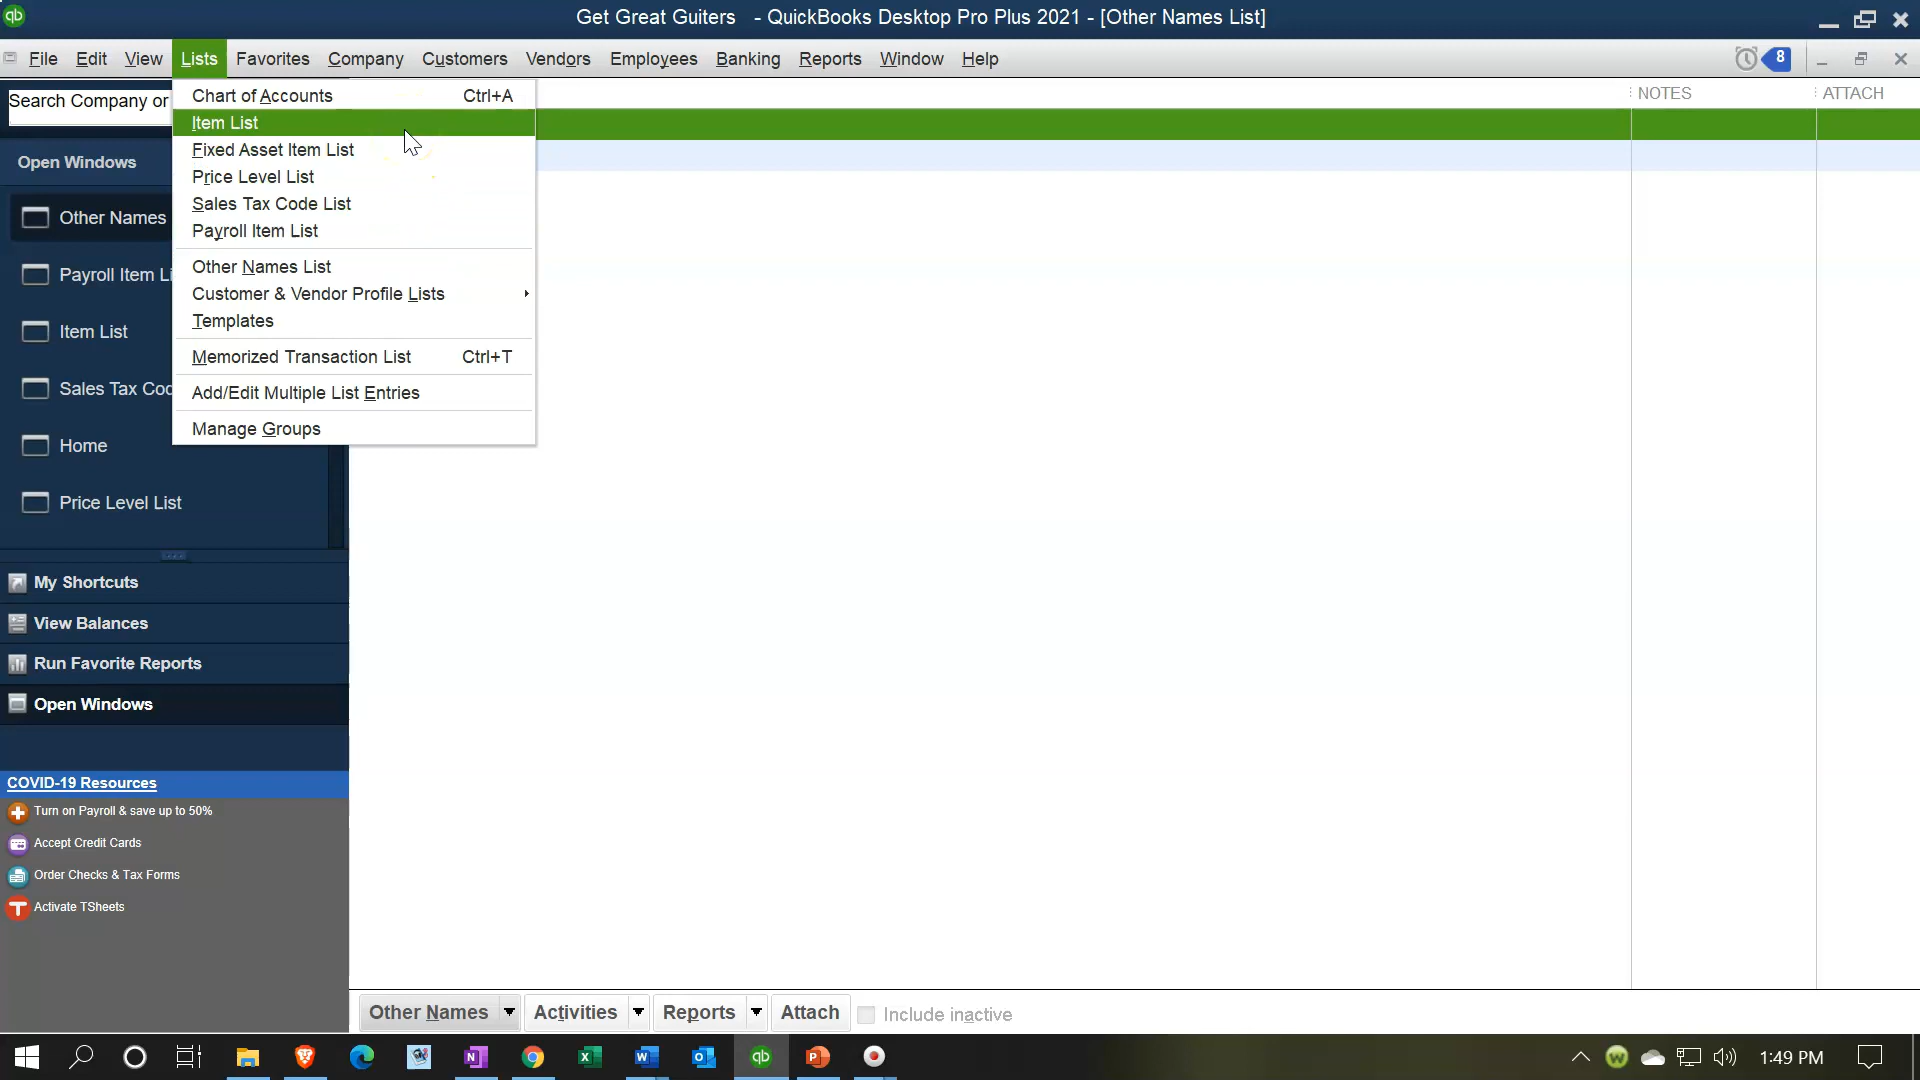 qb
Get Great Guiters - QuickBooks Desktop Pro Plus 2021 - [Other Names List]
File Edit View Lists Favorites Company Customers Vendors Employees Banking Reports Window Help
8
Search Company or
Chart of Accounts Ctrl+A
NOTES ATTACH
Item List
Fixed Asset Item List
Open Windows
Price Level List
Sales Tax Code List
Other Names
Payroll Item List
Other Names List
Payroll Item Li
Customer & Vendor Profile Lists
Templates
Item List
Memorized Transaction List Ctrl+T
Sales Tax Cod
Add/Edit Multiple List Entries
Manage Groups
Home
Price Level List
My Shortcuts
View Balances
Run Favorite Reports
Open Windows
COVID-19 Resources
Turn on Payroll & save up to 50%
Accept Credit Cards
Order Checks & Tax Forms
Activate TSheets
Other Names Activities Reports Attach Include inactive
1:49 PM